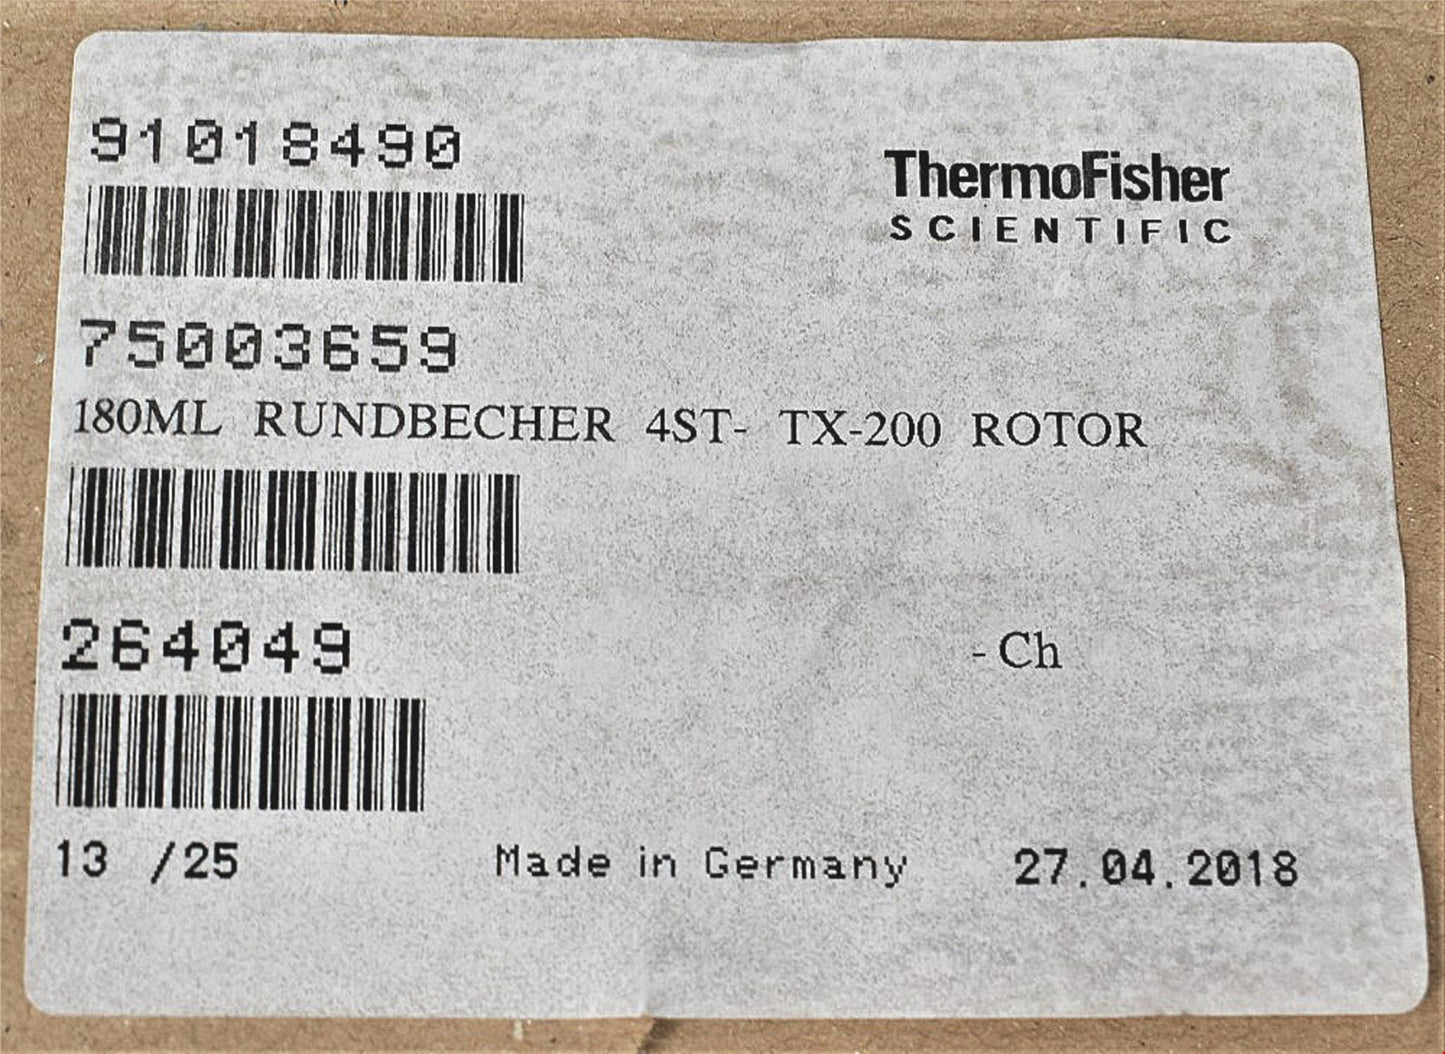 91018490
ThermoFisher
SCIENTIFIC
75003659
180ML RUNDBECHER 4ST- TX-200 ROTOR
264049
- Ch
13 /25 Made in Germany 27.04.2018